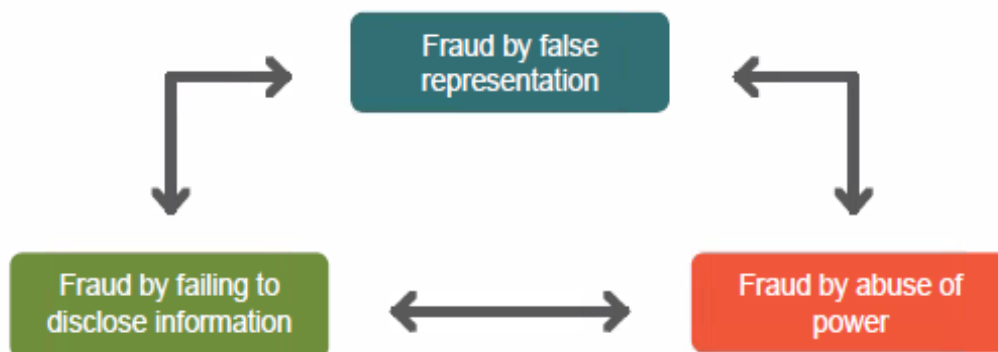 Fraud by false
representation
Fraud by failing to
disclose information
Fraud by abuse of
power